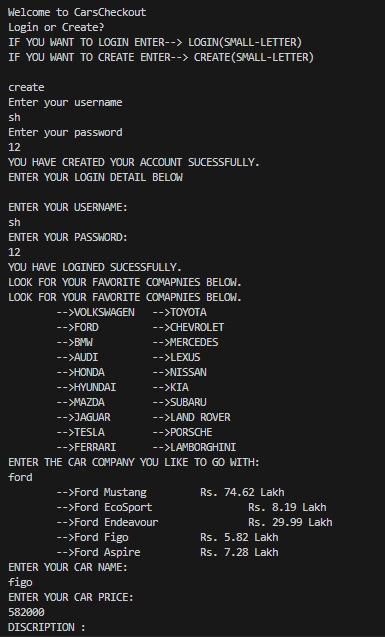 Welcome to CarsCheckout
Login or Create?
IF YOU WANT TO LOGIN ENTER--> LOGIN(SMALL-LETTER)
IF YOU WANT TO CREATE ENTER--> CREATE(SMALL-LETTER)
create
Enter your username
sh
Enter your password
12
YOU HAVE CREATED YOUR ACCOUNT SUCESSFULLY.
ENTER YOUR LOGIN DETAIL BELOW
ENTER YOUR USERNAME:
sh
ENTER YOUR PASSWORD:
12
YOU HAVE LOGINED SUCESSFULLY.
LOOK FOR YOUR FAVORITE COMAPNIES BELOW.
LOOK FOR YOUR FAVORITE COMAPNIES BELOW.
-->VOLKSWAGEN -->TOYOTA
-->FORD -->CHEVROLET
-->BMW -->MERCEDES
-->AUDI -->LEXUS
-->HONDA -->NISSAN
-->HYUNDAI -->KIA
-->MAZDA -->SUBARU
-->JAGUAR -->LAND ROVER
-->TESLA -->PORSCHE
-->FERRARI -->LAMBORGHINI
ENTER THE CAR COMPANY YOU LIKE TO GO WITH:
ford
-->Ford Mustang Rs. 74.62 Lakh
-->Ford EcoSport Rs. 8.19 Lakh
-->Ford Endeavour Rs. 29.99 Lakh
-->Ford Figo Rs. 5.82 Lakh
-->Ford Aspire Rs. 7.28 Lakh
ENTER YOUR CAR NAME:
figo
ENTER YOUR CAR PRICE:
582000
DISCRIPTION :